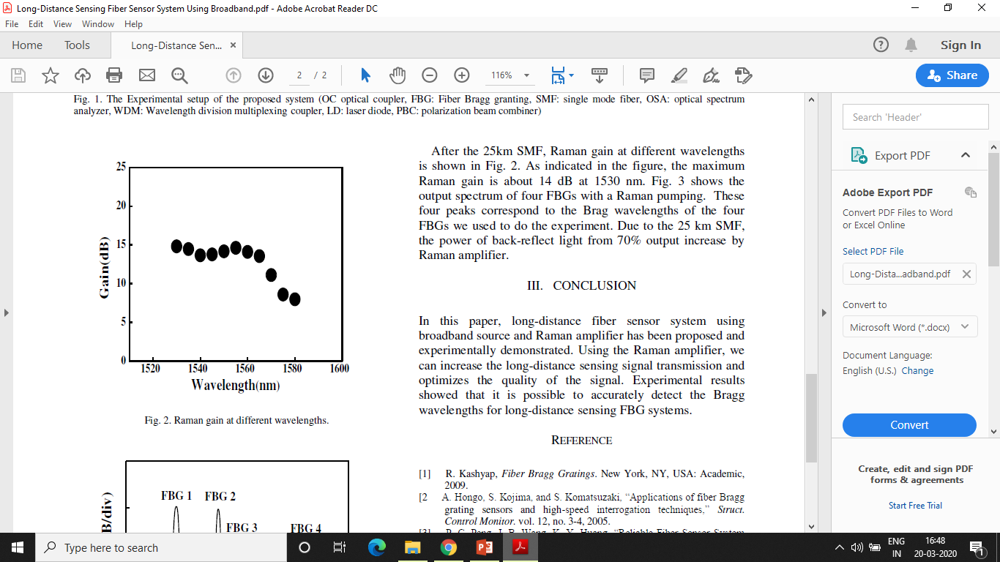 Long-Distance Sensing Fiber Sensor System Using Broadband.pdf - Adobe Acrobat Reader DC
File Edit View Window Help
Home Tools Long-Distance Sen... × ? Sign In
2 / 2 116% Share
Fig. 1. The Experimental setup of the proposed system (OC optical coupler, FBG: Fiber Bragg granting, SMF: single mode fiber, OSA: optical spectrum
analyzer, WDM: Wavelength division multiplexing coupler, LD: laser diode, PBC: polarization beam combiner)
25
20
15
10
5
0
Gain(dB)
1520 1540 1560 1580 1600
Wavelength(nm)
Fig. 2. Raman gain at different wavelengths.
B/div)
FBG 1 FBG 2
FBG 3 FBG 4
After the 25km SMF, Raman gain at different wavelengths
is shown in Fig. 2. As indicated in the figure, the maximum
Raman gain is about 14 dB at 1530 nm. Fig. 3 shows the
output spectrum of four FBGs with a Raman pumping. These
four peaks correspond to the Brag wavelengths of the four
FBGs we used to do the experiment. Due to the 25 km SMF,
the power of back-reflect light from 70% output increase by
Raman amplifier.
III. CONCLUSION
In this paper, long-distance fiber sensor system using
broadband source and Raman amplifier has been proposed and
experimentally demonstrated. Using the Raman amplifier, we
can increase the long-distance sensing signal transmission and
optimizes the quality of the signal. Experimental results
showed that it is possible to accurately detect the Bragg
wavelengths for long-distance sensing FBG systems.
REFERENCE
[1] R. Kashyap, Fiber Bragg Gratings. New York, NY, USA: Academic,
2009.
[2 A. Hongo, S. Kojima, and S. Komatsuzaki, “Applications of fiber Bragg
grating sensors and high-speed interrogation techniques,” Struct.
Control Monitor. vol. 12, no. 3-4, 2005.
[3] P. C. Peng, J. B. Wang, K. Y. Huang, “Reliable Fiber Sensor System
Search 'Header'
Export PDF
Adobe Export PDF
Convert PDF Files to Word
or Excel Online
Select PDF File
Long-Dista...adband.pdf
Convert to
Microsoft Word (*.docx)
Document Language:
English (U.S.) Change
Convert
Create, edit and sign PDF
forms & agreements
Start Free Trial
Type here to search
ENG
IN
16:48
20-03-2020
1